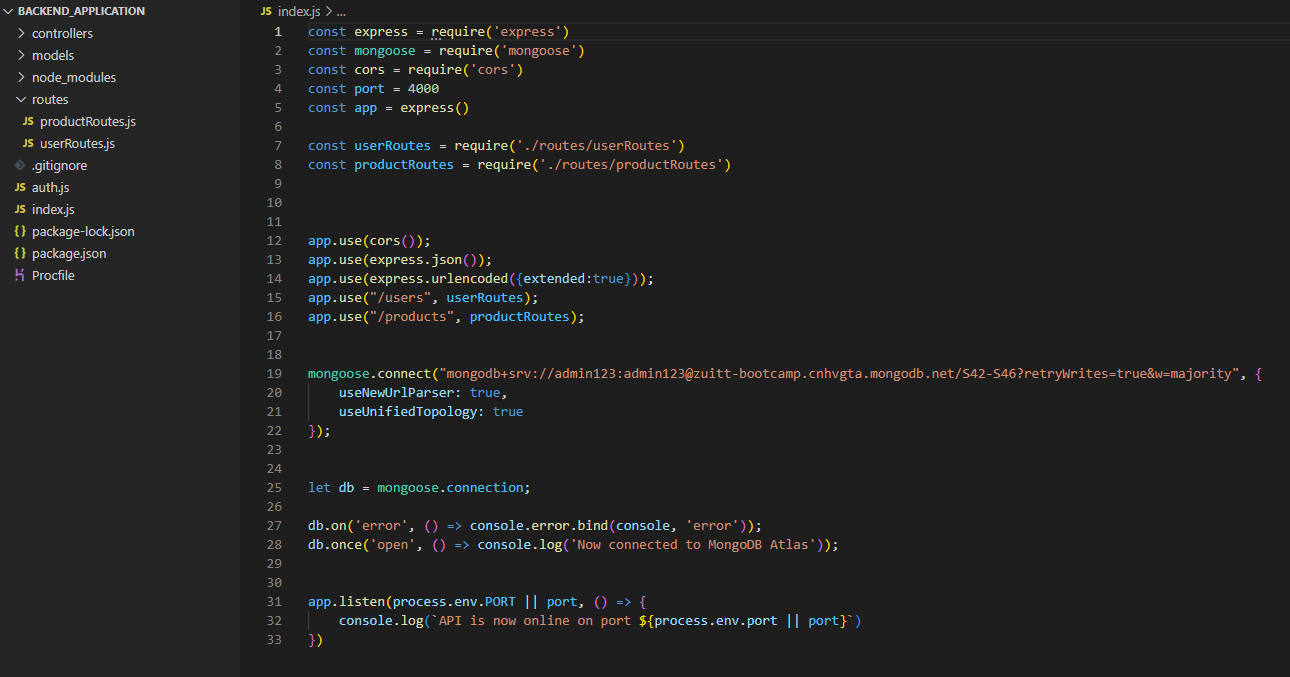 BACKEND_APPLICATION
controllers
models
node_modules
routes
JS productRoutes.js
JS userRoutes.js
.gitignore
JS auth.js
JS index.js
{} package-lock.json
{} package.json
Procfile
JS index.js > ...
1 const express = require('express')
2 const mongoose = require('mongoose')
3 const cors = require('cors')
4 const port = 4000
5 const app = express()
6
7 const userRoutes = require('./routes/userRoutes')
8 const productRoutes = require('./routes/productRoutes')
9
10
11
12 app.use(cors());
13 app.use(express.json());
14 app.use(express.urlencoded({extended:true}));
15 app.use("/users", userRoutes);
16 app.use("/products", productRoutes);
17
18
19 mongoose.connect("mongodb+srv://admin123:admin123@zuitt-bootcamp.cnhvgta.mongodb.net/S42-S46?retryWrites=true&w=majority", {
20 useNewUrlParser: true,
21 useUnifiedTopology: true
22 });
23
24
25 let db = mongoose.connection;
26
27 db.on('error', () => console.error.bind(console, 'error'));
28 db.once('open', () => console.log('Now connected to MongoDB Atlas'));
29
30
31 app.listen(process.env.PORT || port, () => {
32 console.log(`API is now online on port ${process.env.port || port}`)
33 })